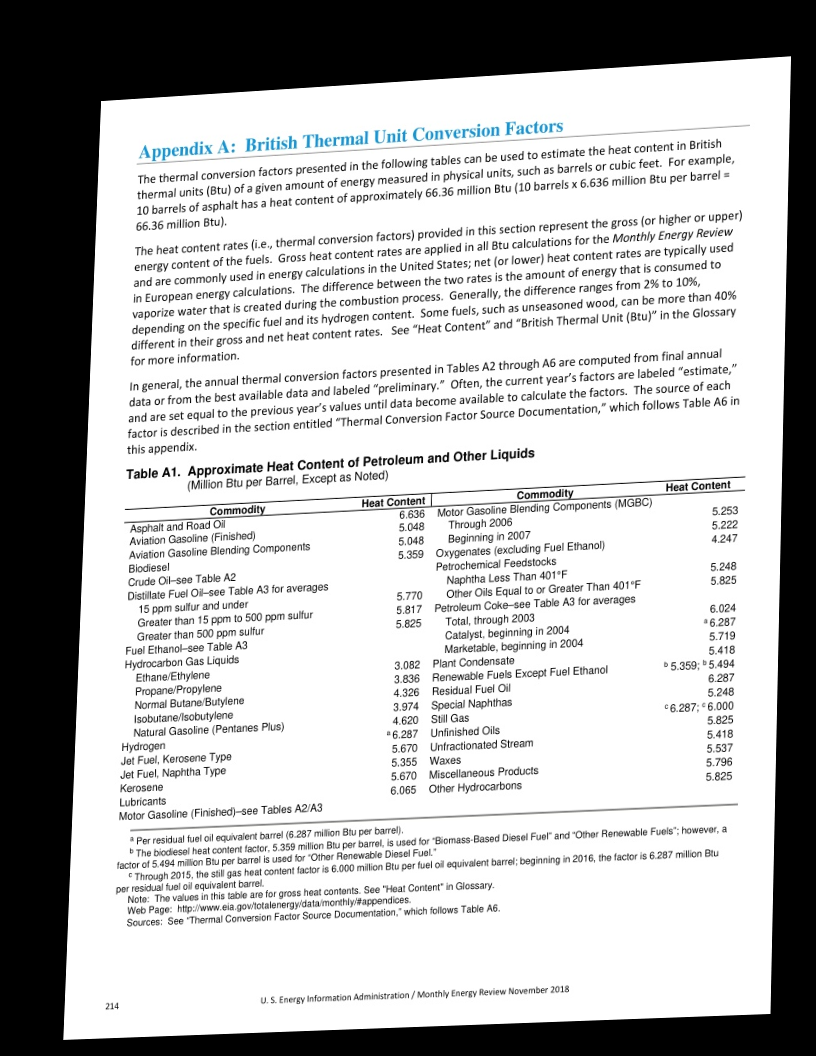 Appendix A: British Thermal Unit Conversion Factors
The thermal conversion factors presented in the following tables can be used to estimate the heat content in British
thermal units (Btu) of a given amount of energy measured in physical units, such as barrels or cubic feet. For example,
10 barrels of asphalt has a heat content of approximately 66.36 million Btu (10 barrels x 6.636 million Btu per barrel =
66.36 million Btu).
The heat content rates (i.e., thermal conversion factors) provided in this section represent the gross (or higher or upper)
energy content of the fuels. Gross heat content rates are applied in all Btu calculations for the Monthly Energy Review
and are commonly used in energy calculations in the United States; net (or lower) heat content rates are typically used
in European energy calculations. The difference between the two rates is the amount of energy that is consumed to
vaporize water that is created during the combustion process. Generally, the difference ranges from 2% to 10%,
depending on the specific fuel and its hydrogen content. Some fuels, such as unseasoned wood, can be more than 40%
different in their gross and net heat content rates. See “Heat Content” and “British Thermal Unit (Btu)” in the Glossary
for more information.
In general, the annual thermal conversion factors presented in Tables A2 through A6 are computed from final annual
data or from the best available data and labeled “preliminary.” Often, the current year’s factors are labeled “estimate,”
and are set equal to the previous year’s values until data become available to calculate the factors. The source of each
factor is described in the section entitled “Thermal Conversion Factor Source Documentation,” which follows Table A6 in
this appendix.
Table A1. Approximate Heat Content of Petroleum and Other Liquids
(Million Btu per Barrel, Except as Noted)
Commodity Heat Content
Asphalt and Road Oil 6.636
Aviation Gasoline (Finished) 5.048
Aviation Gasoline Blending Components 5.048
Biodiesel 5.359
Crude Oil–see Table A2
Distillate Fuel Oil–see Table A3 for averages
15 ppm sulfur and under 5.770
Greater than 15 ppm to 500 ppm sulfur 5.817
Greater than 500 ppm sulfur 5.825
Fuel Ethanol–see Table A3
Hydrocarbon Gas Liquids
Ethane/Ethylene 3.082
Propane/Propylene 3.836
Normal Butane/Butylene 4.326
Isobutane/Isobutylene 3.974
Natural Gasoline (Pentanes Plus) 4.620
Hydrogen a 6.287
Jet Fuel, Kerosene Type 5.670
Jet Fuel, Naphtha Type 5.355
Kerosene 5.670
Lubricants 6.065
Motor Gasoline (Finished)–see Tables A2/A3
Commodity Heat Content
Motor Gasoline Blending Components (MGBC)
Through 2006 5.253
Beginning in 2007 5.222
Oxygenates (excluding Fuel Ethanol) 4.247
Petrochemical Feedstocks
Naphtha Less Than 401°F 5.248
Other Oils Equal to or Greater Than 401°F 5.825
Petroleum Coke–see Table A3 for averages
Total, through 2003 6.024
Catalyst, beginning in 2004 a 6.287
Marketable, beginning in 2004 5.719
Plant Condensate 5.418
Renewable Fuels Except Fuel Ethanol b 5.359; b 5.494
Residual Fuel Oil 6.287
Special Naphthas 5.248
Still Gas c 6.287; c 6.000
Unfinished Oils 5.825
Unfractionated Stream 5.418
Waxes 5.537
Miscellaneous Products 5.796
Other Hydrocarbons 5.825
a Per residual fuel oil equivalent barrel (6.287 million Btu per barrel).
b The biodiesel heat content factor, 5.359 million Btu per barrel, is used for “Biomass-Based Diesel Fuel” and “Other Renewable Fuels”; however, a
factor of 5.494 million Btu per barrel is used for “Other Renewable Diesel Fuel.”
c Through 2015, the still gas heat content factor is 6.000 million Btu per fuel oil equivalent barrel; beginning in 2016, the factor is 6.287 million Btu
per residual fuel oil equivalent barrel.
Note: The values in this table are for gross heat contents. See "Heat Content" in Glossary.
Web Page: http://www.eia.gov/totalenergy/data/monthly/#appendices.
Sources: See “Thermal Conversion Factor Source Documentation,” which follows Table A6.
214 U. S. Energy Information Administration / Monthly Energy Review November 2018